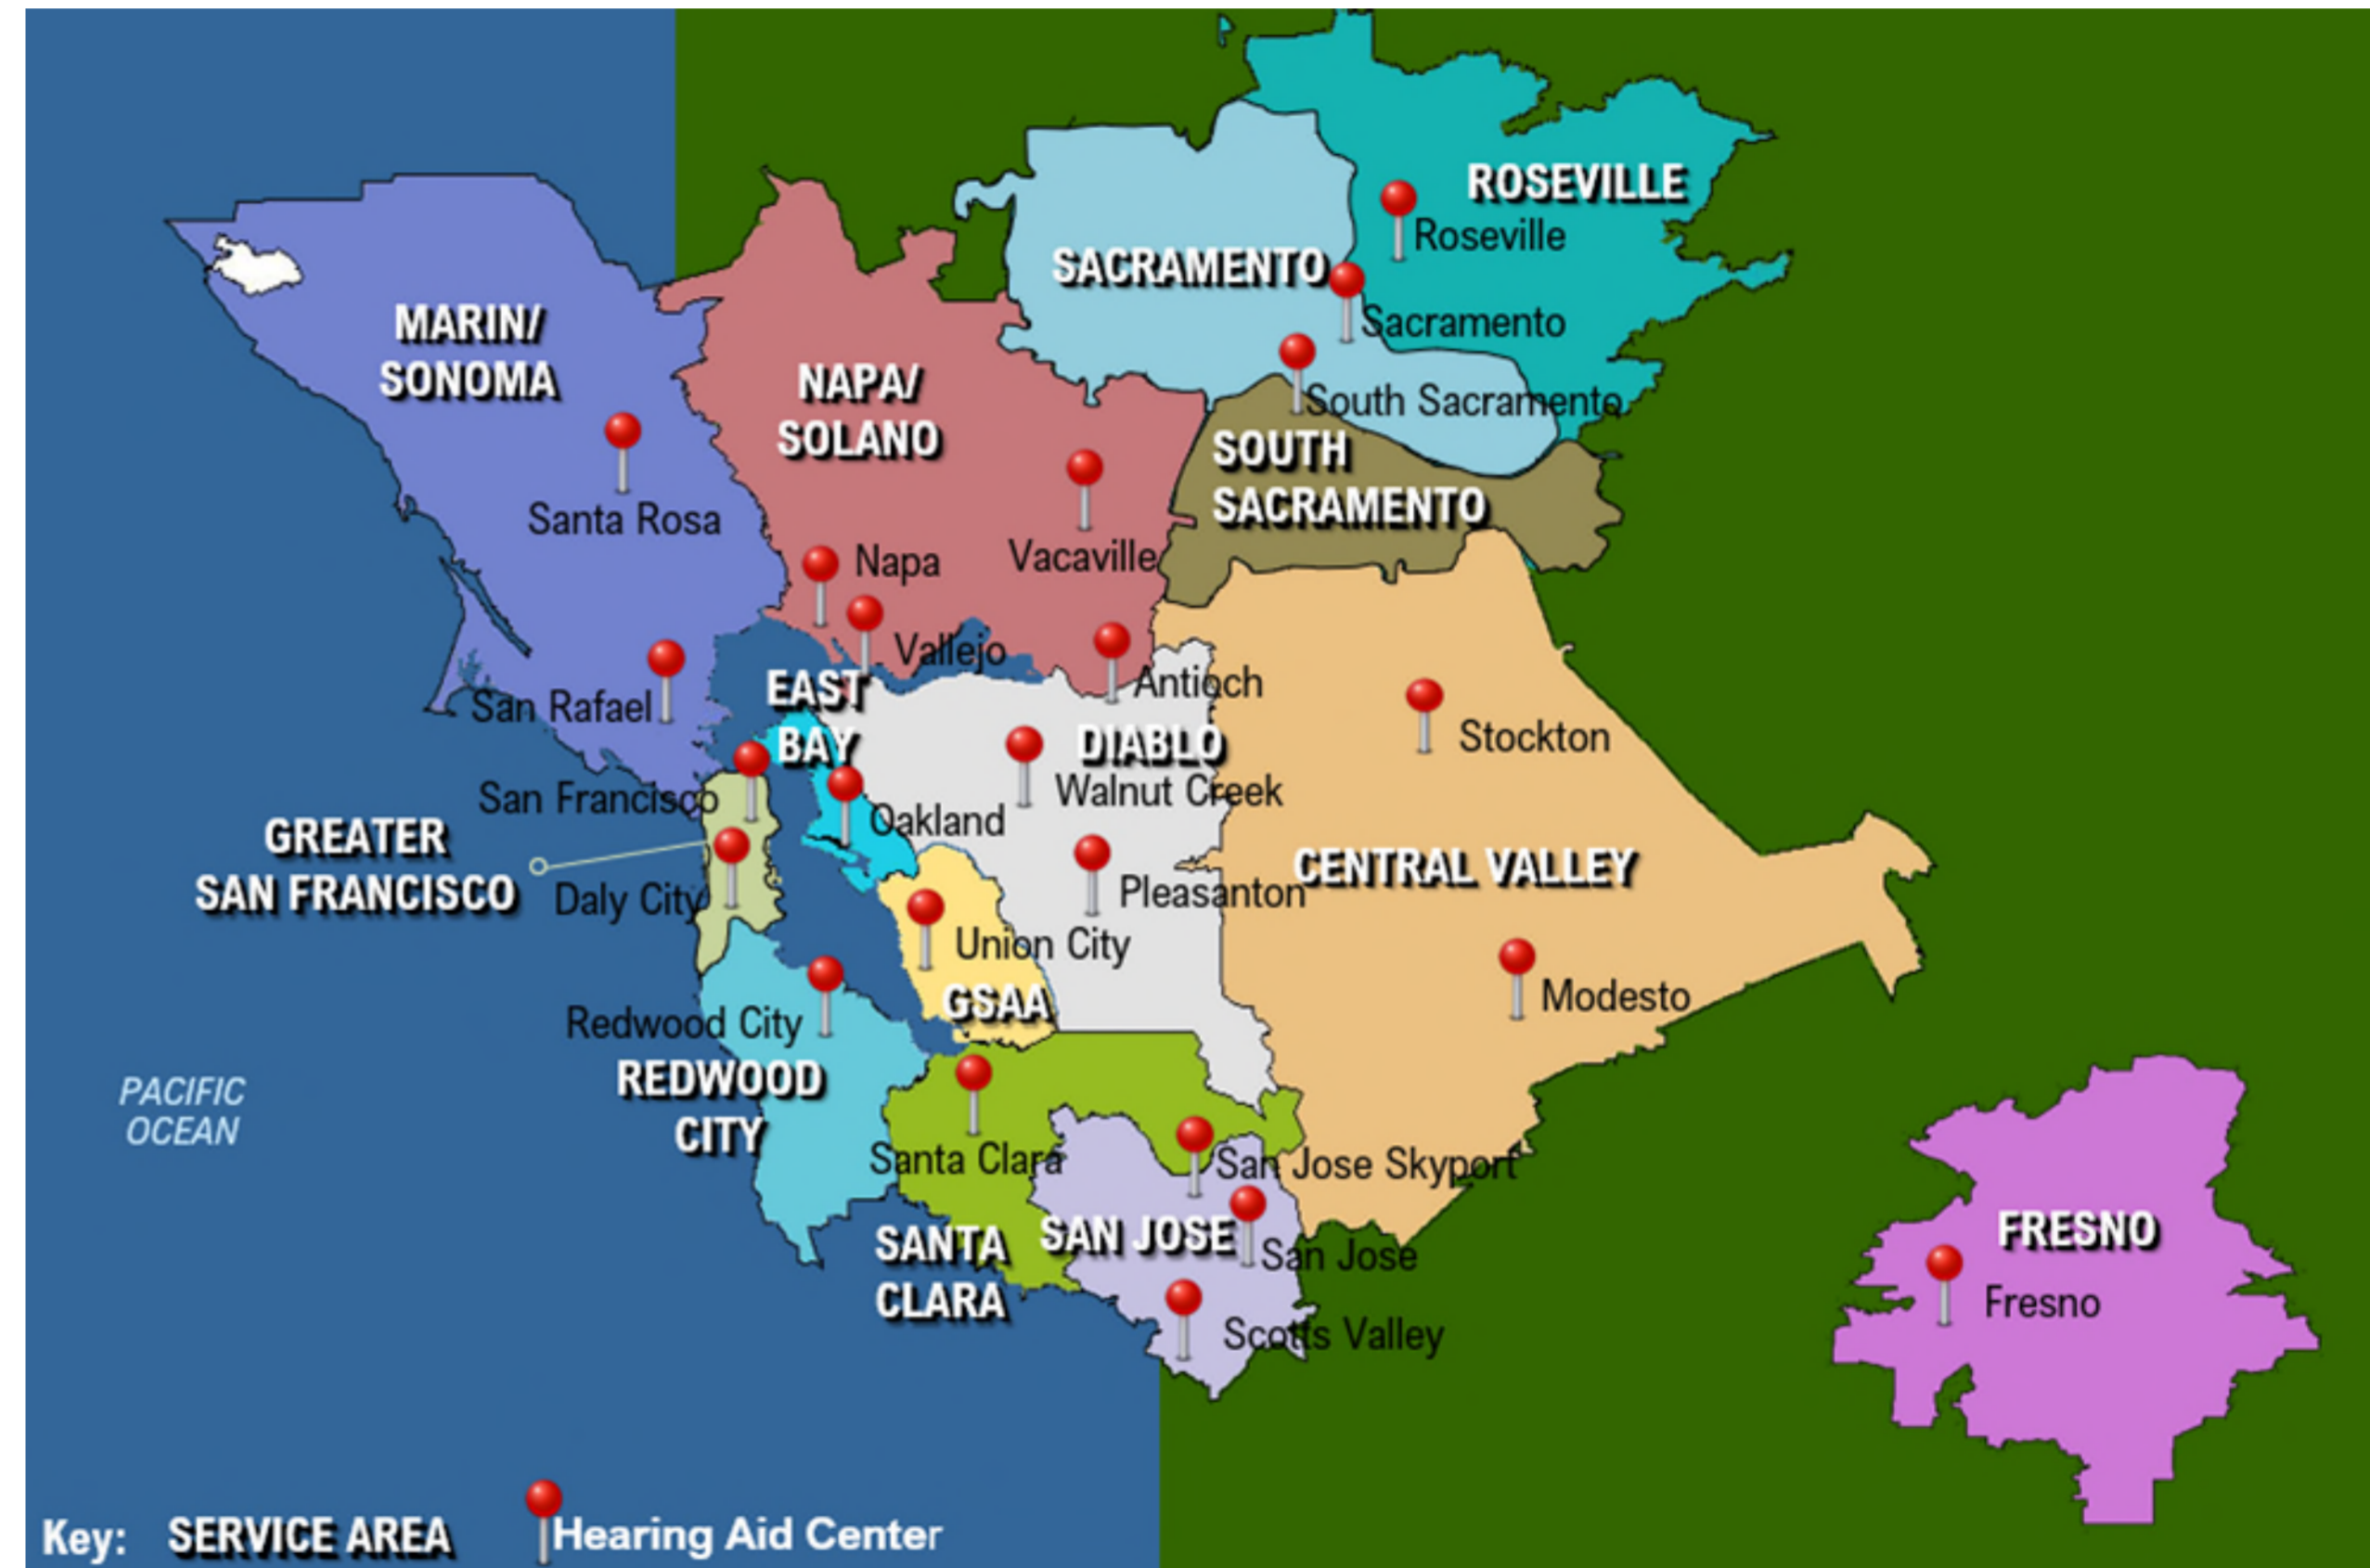 ROSEVILLE
Roseville
SACRAMENTO
Sacramento
MARIN/
SONOMA
NAPA/
SOLANO
South Sacramento
SOUTH
SACRAMENTO
Santa Rosa
Napa
Vacaville
Vallejo
San Rafael
EAST
BAY
Antioch
DIABLO
Stockton
Walnut Creek
San Francisco
Oakland
GREATER
SAN FRANCISCO
CENTRAL VALLEY
Daly City
Pleasanton
Union City
GSAA
Modesto
Redwood City
REDWOOD
CITY
PACIFIC
OCEAN
Santa Clara
San Jose Skyport
SANTA
CLARA
SAN JOSE
San Jose
FRESNO
Fresno
Scotts Valley
Key: SERVICE AREA Hearing Aid Center